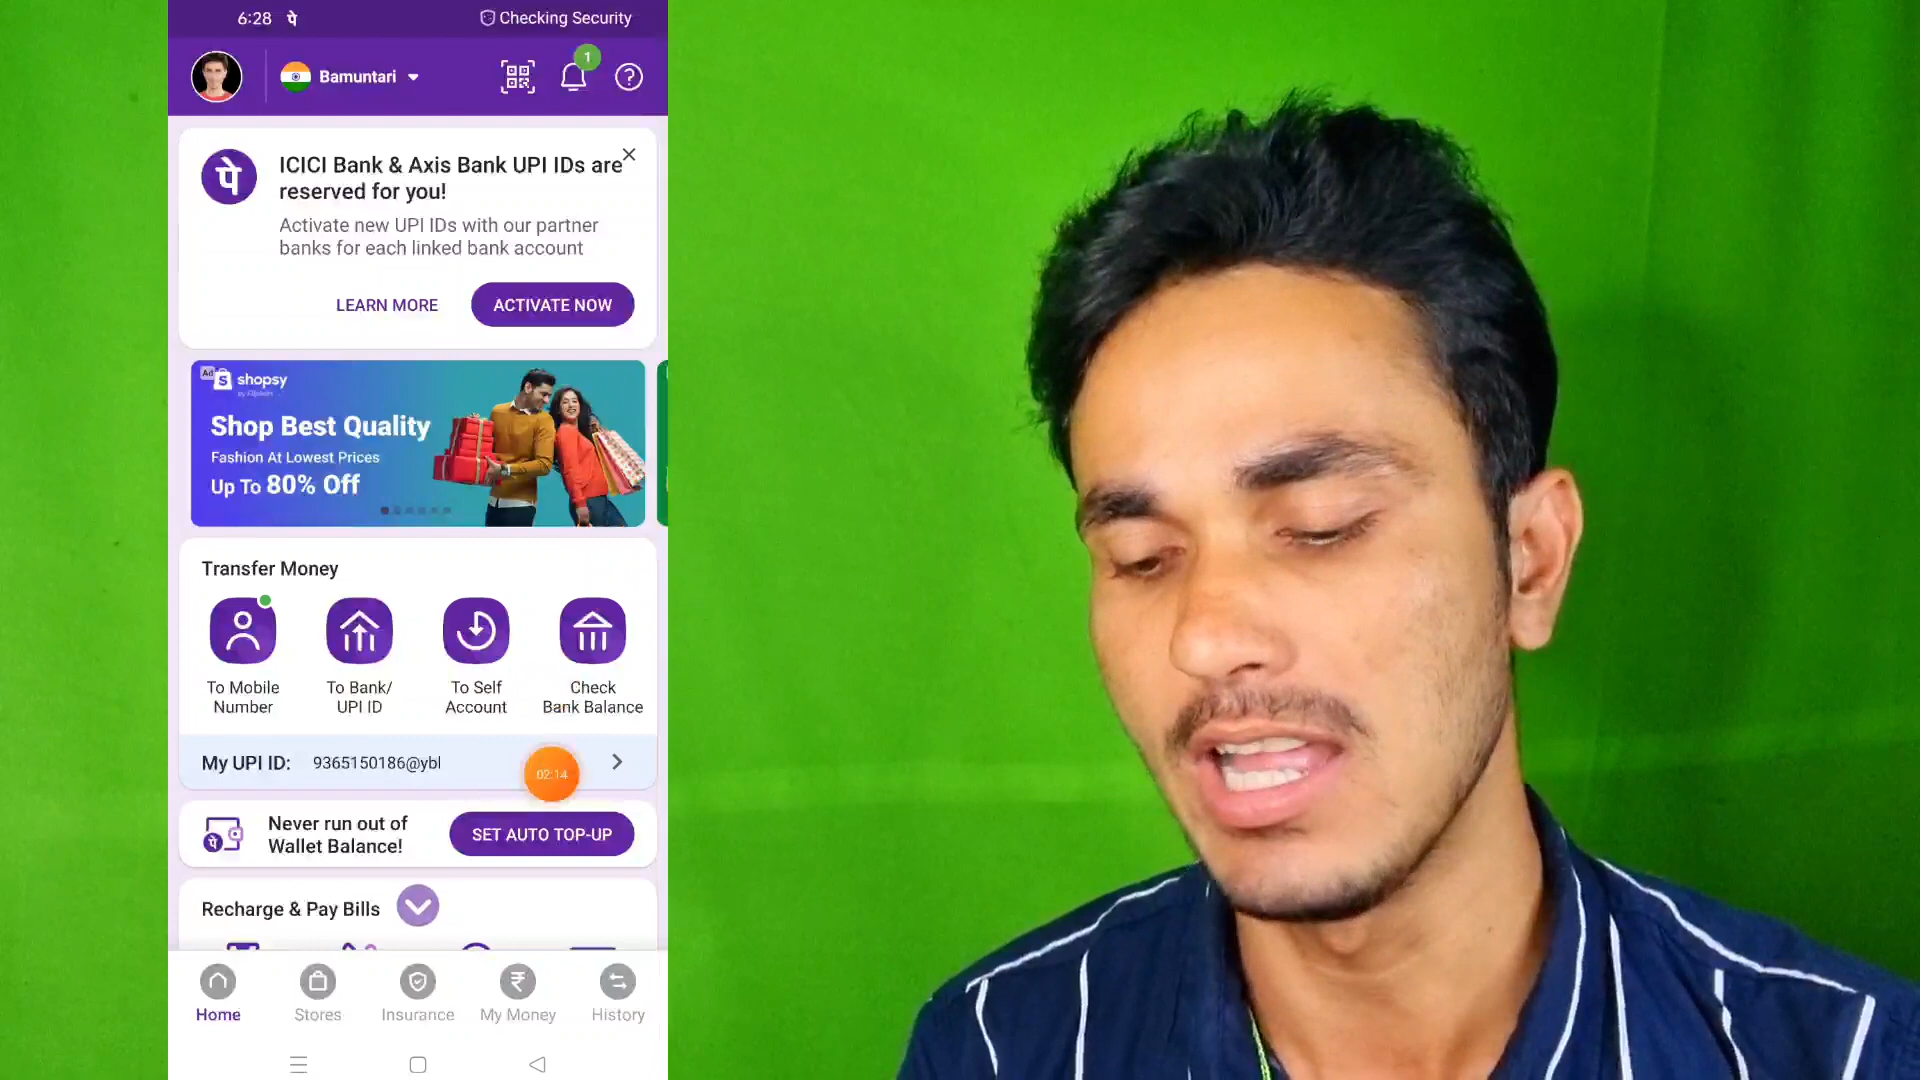 6:28 पे Checking Security
Bamuntari
1
पे
ICICI Bank & Axis Bank UPI IDs are
reserved for you!
Activate new UPI IDs with our partner
banks for each linked bank account
LEARN MORE
ACTIVATE NOW
Ad
S shopsy
Shop Best Quality
Fashion At Lowest Prices
Up To 80% Off
Transfer Money
To Mobile
Number
To Bank/
UPI ID
To Self
Account
Check
Bank Balance
My UPI ID: 9365150186@ybl
02:14
पे
Never run out of
Wallet Balance!
SET AUTO TOP-UP
Recharge & Pay Bills
Home
Stores
Insurance
₹
My Money
History